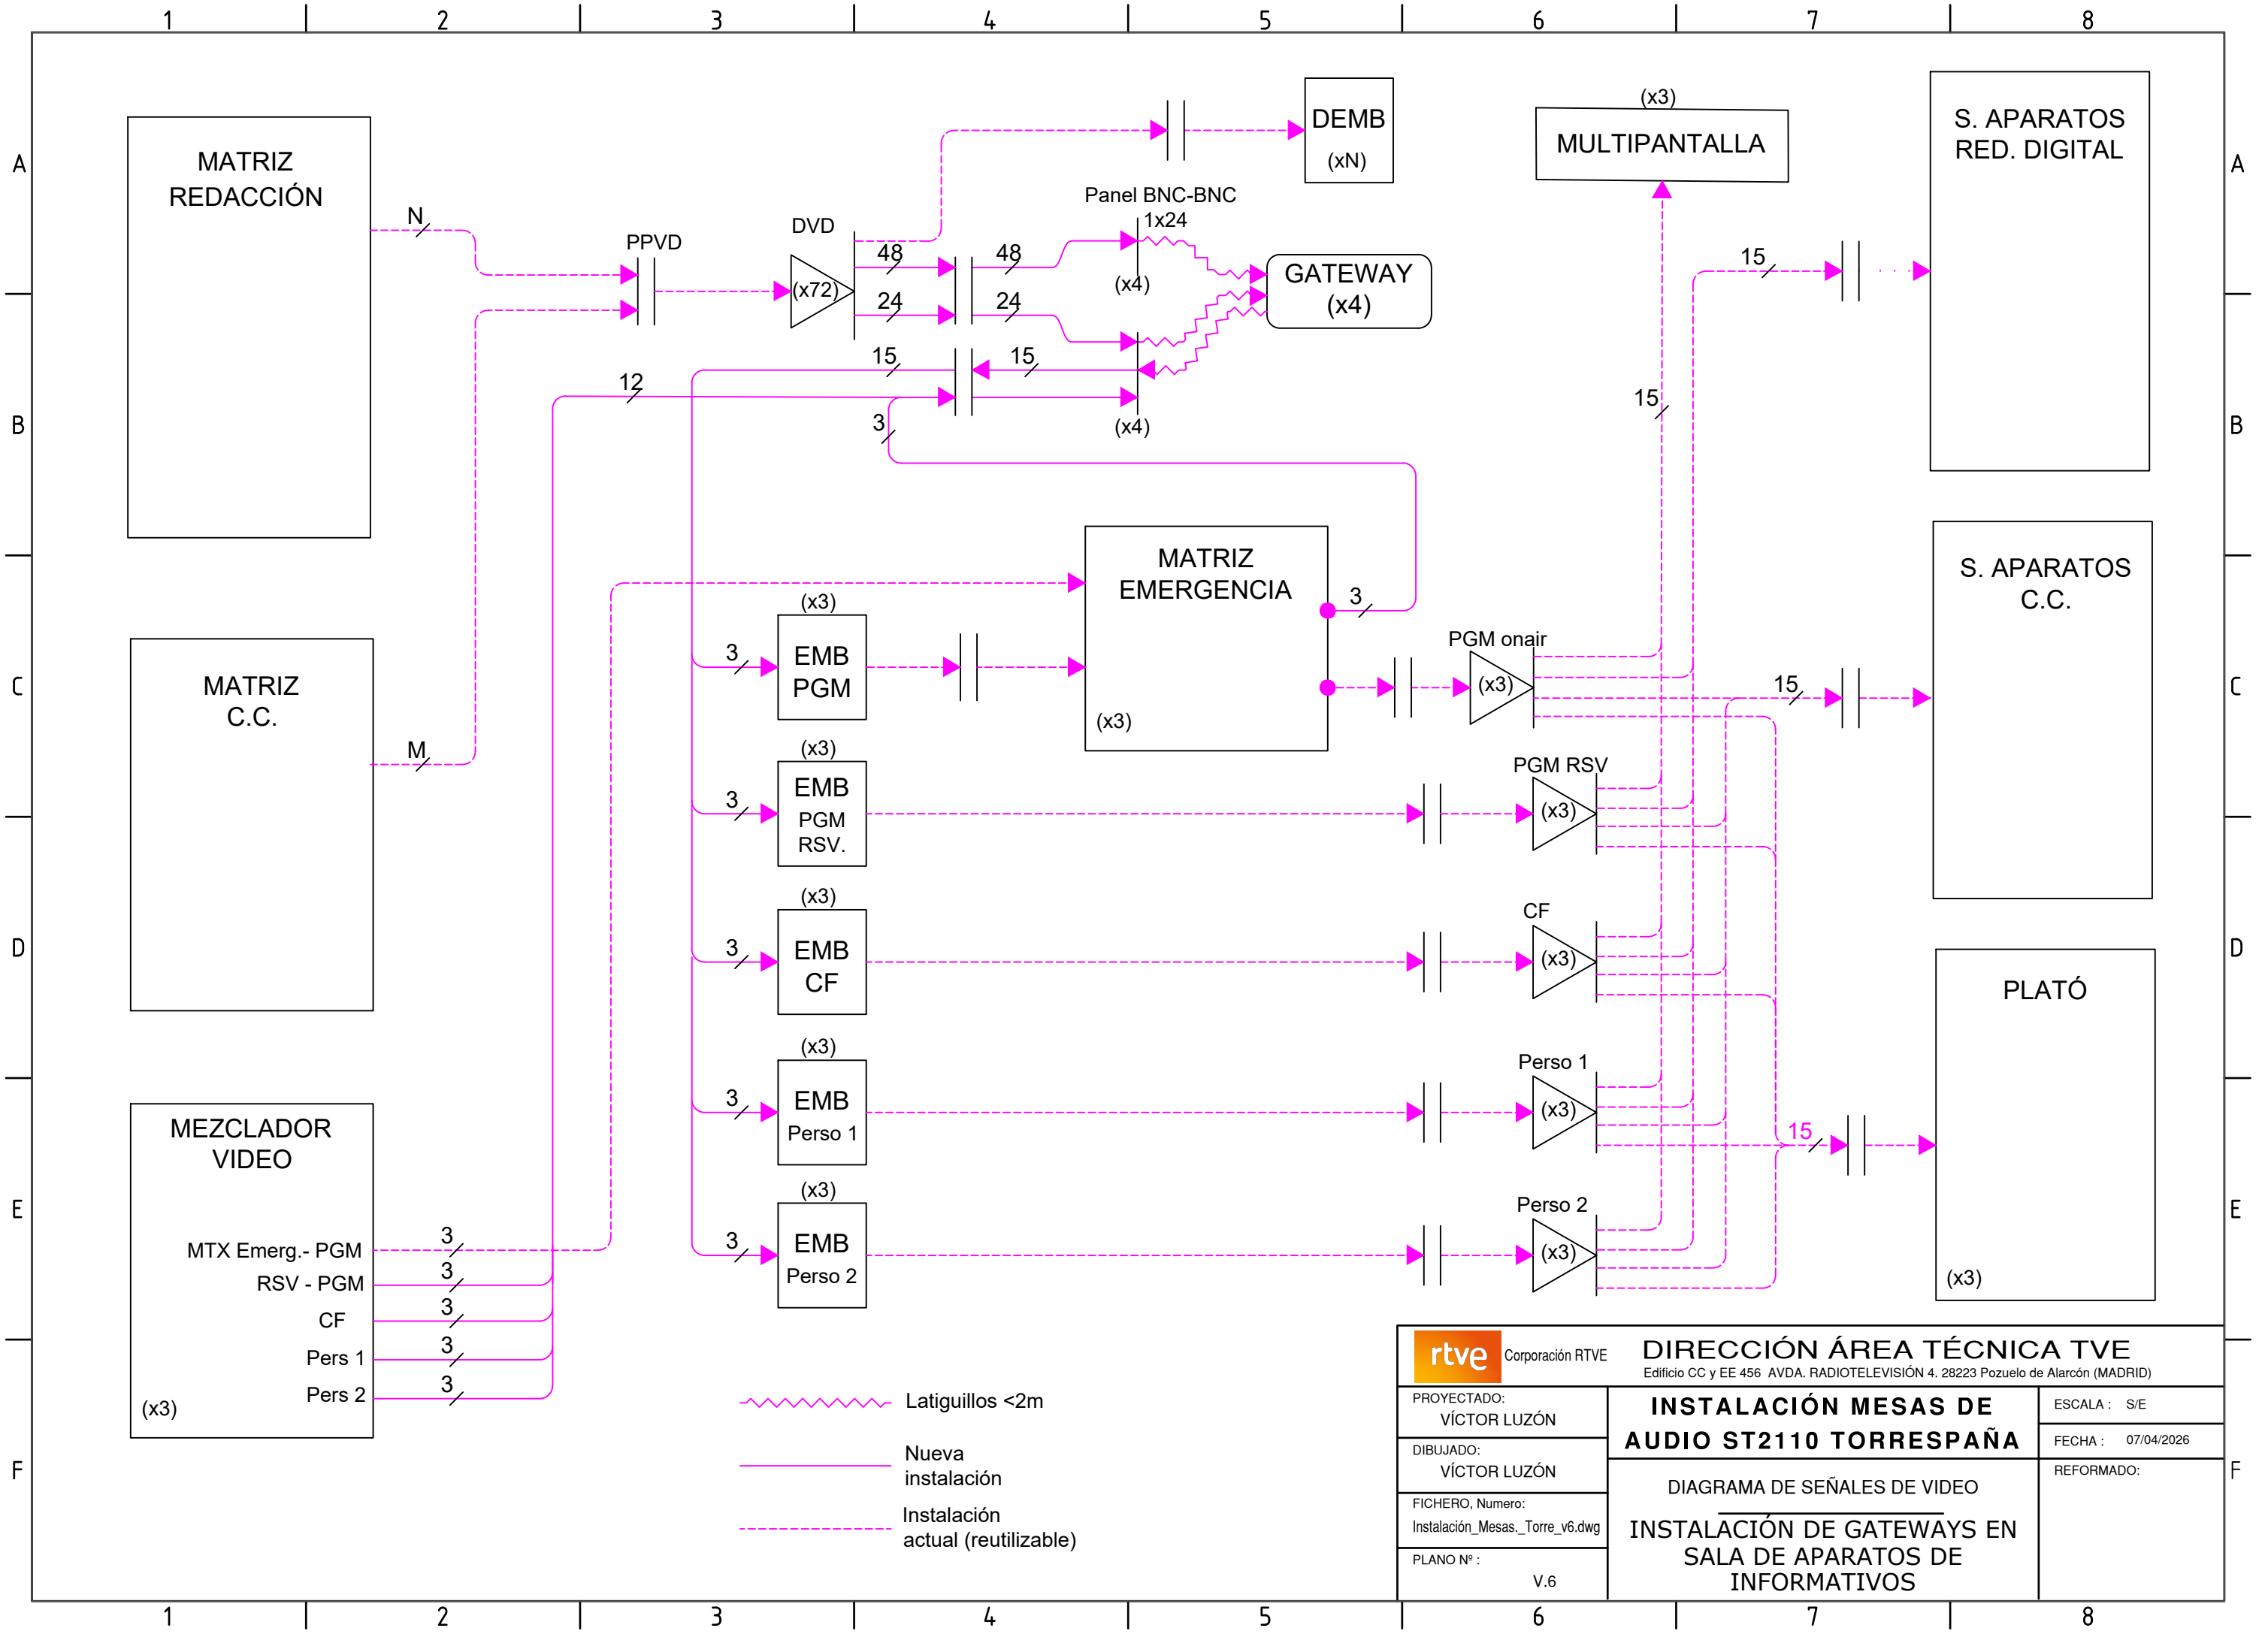 1 2 3 4 5 6 7 8
A
B
C
D
E
F
A
B
C
D
E
F
MATRIZ
REDACCIÓN
N
MATRIZ
C.C.
M
MEZCLADOR
VIDEO
MTX Emerg.- PGM
RSV - PGM
CF
Pers 1
Pers 2
(x3)
3
3
3
3
3
12
PPVD
DVD
(x72)
48
48
24
24
15
15
3
DEMB
(xN)
Panel BNC-BNC
1x24
(x4)
(x4)
GATEWAY
(x4)
(x3)
MULTIPANTALLA
15
S. APARATOS
RED. DIGITAL
15
MATRIZ
EMERGENCIA
(x3)
3
(x3)
EMB
PGM
3
(x3)
EMB
PGM
RSV.
3
(x3)
EMB
CF
3
(x3)
EMB
Perso 1
3
(x3)
EMB
Perso 2
3
PGM onair
(x3)
PGM RSV
(x3)
CF
(x3)
Perso 1
(x3)
Perso 2
(x3)
S. APARATOS
C.C.
15
PLATÓ
(x3)
15
Latiguillos <2m
Nueva
instalación
Instalación
actual (reutilizable)
rtve Corporación RTVE
DIRECCIÓN ÁREA TÉCNICA TVE
Edificio CC y EE 456 AVDA. RADIOTELEVISIÓN 4. 28223 Pozuelo de Alarcón (MADRID)
PROYECTADO:
VÍCTOR LUZÓN
DIBUJADO:
VÍCTOR LUZÓN
FICHERO, Numero:
Instalación_Mesas._Torre_v6.dwg
PLANO Nº :
V.6
INSTALACIÓN MESAS DE
AUDIO ST2110 TORRESPAÑA
DIAGRAMA DE SEÑALES DE VIDEO
INSTALACIÓN DE GATEWAYS EN
SALA DE APARATOS DE
INFORMATIVOS
ESCALA : S/E
FECHA : 07/04/2026
REFORMADO:
1 2 3 4 5 6 7 8